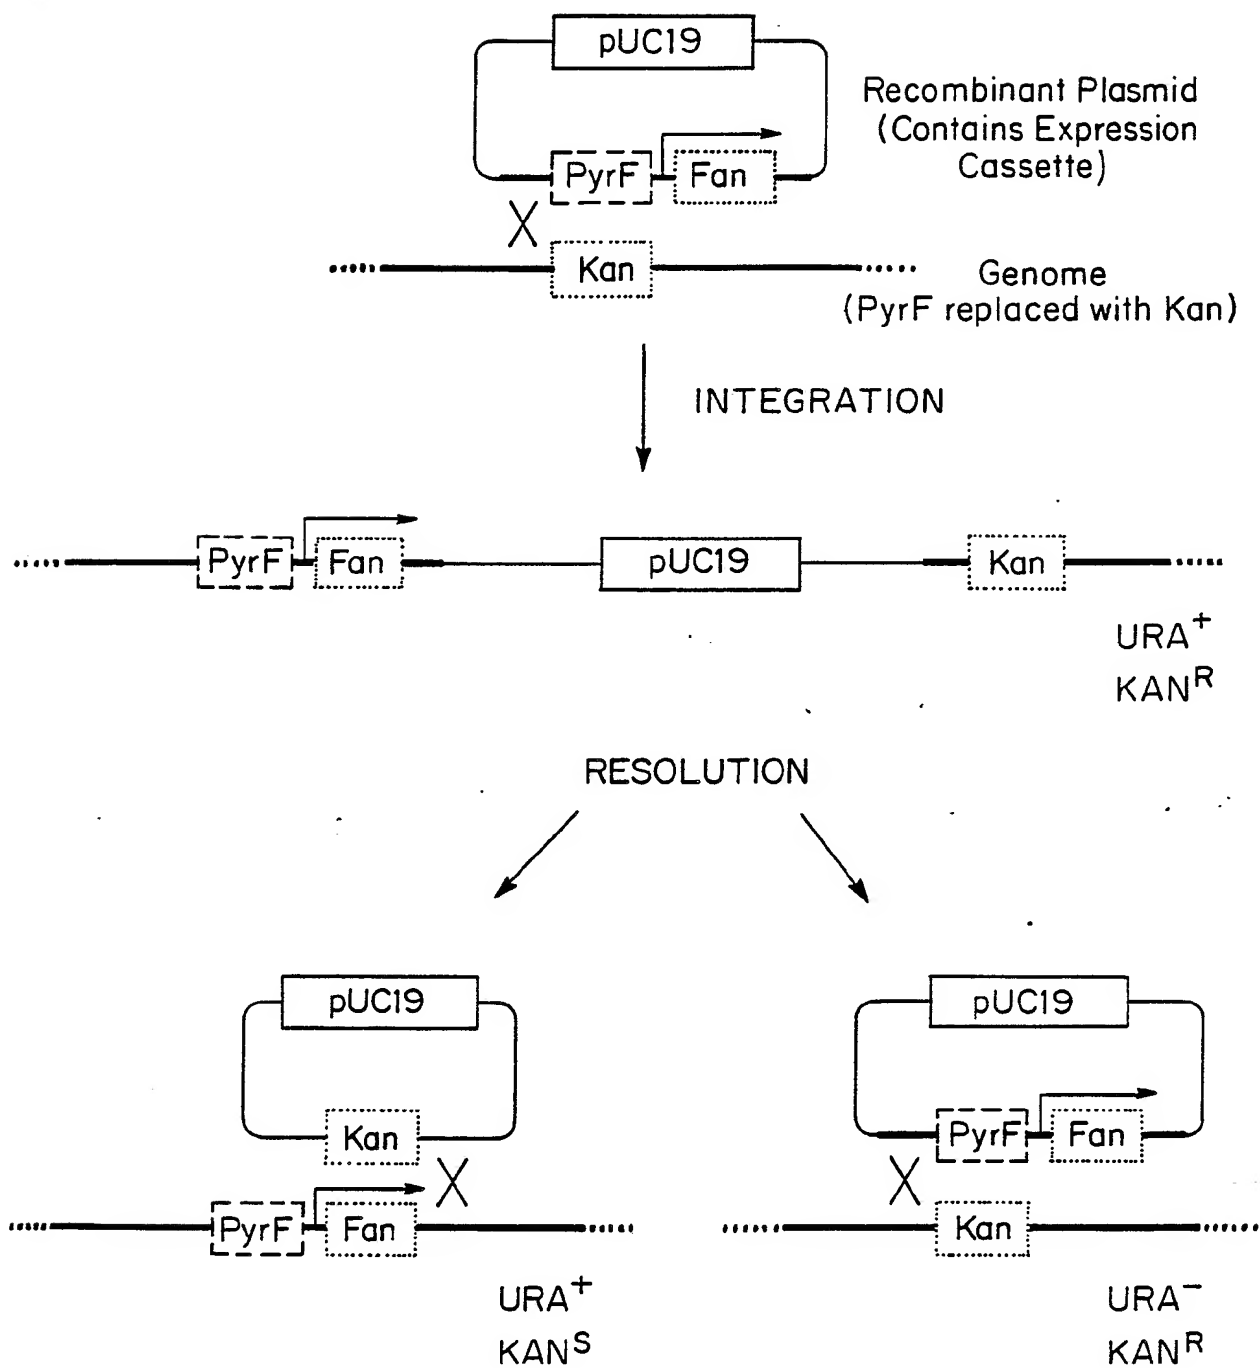 pUC19
Recombinant Plasmid
(Contains Expression
Cassette)
PyrF
Fan
Kan
Genome
(PyrF replaced with Kan)
INTEGRATION
PyrF
Fan
pUC19
Kan
URA+
KANR
RESOLUTION
pUC19
Kan
PyrF
Fan
URA+
KANS
pUC19
PyrF
Fan
Kan
URA-
KANR